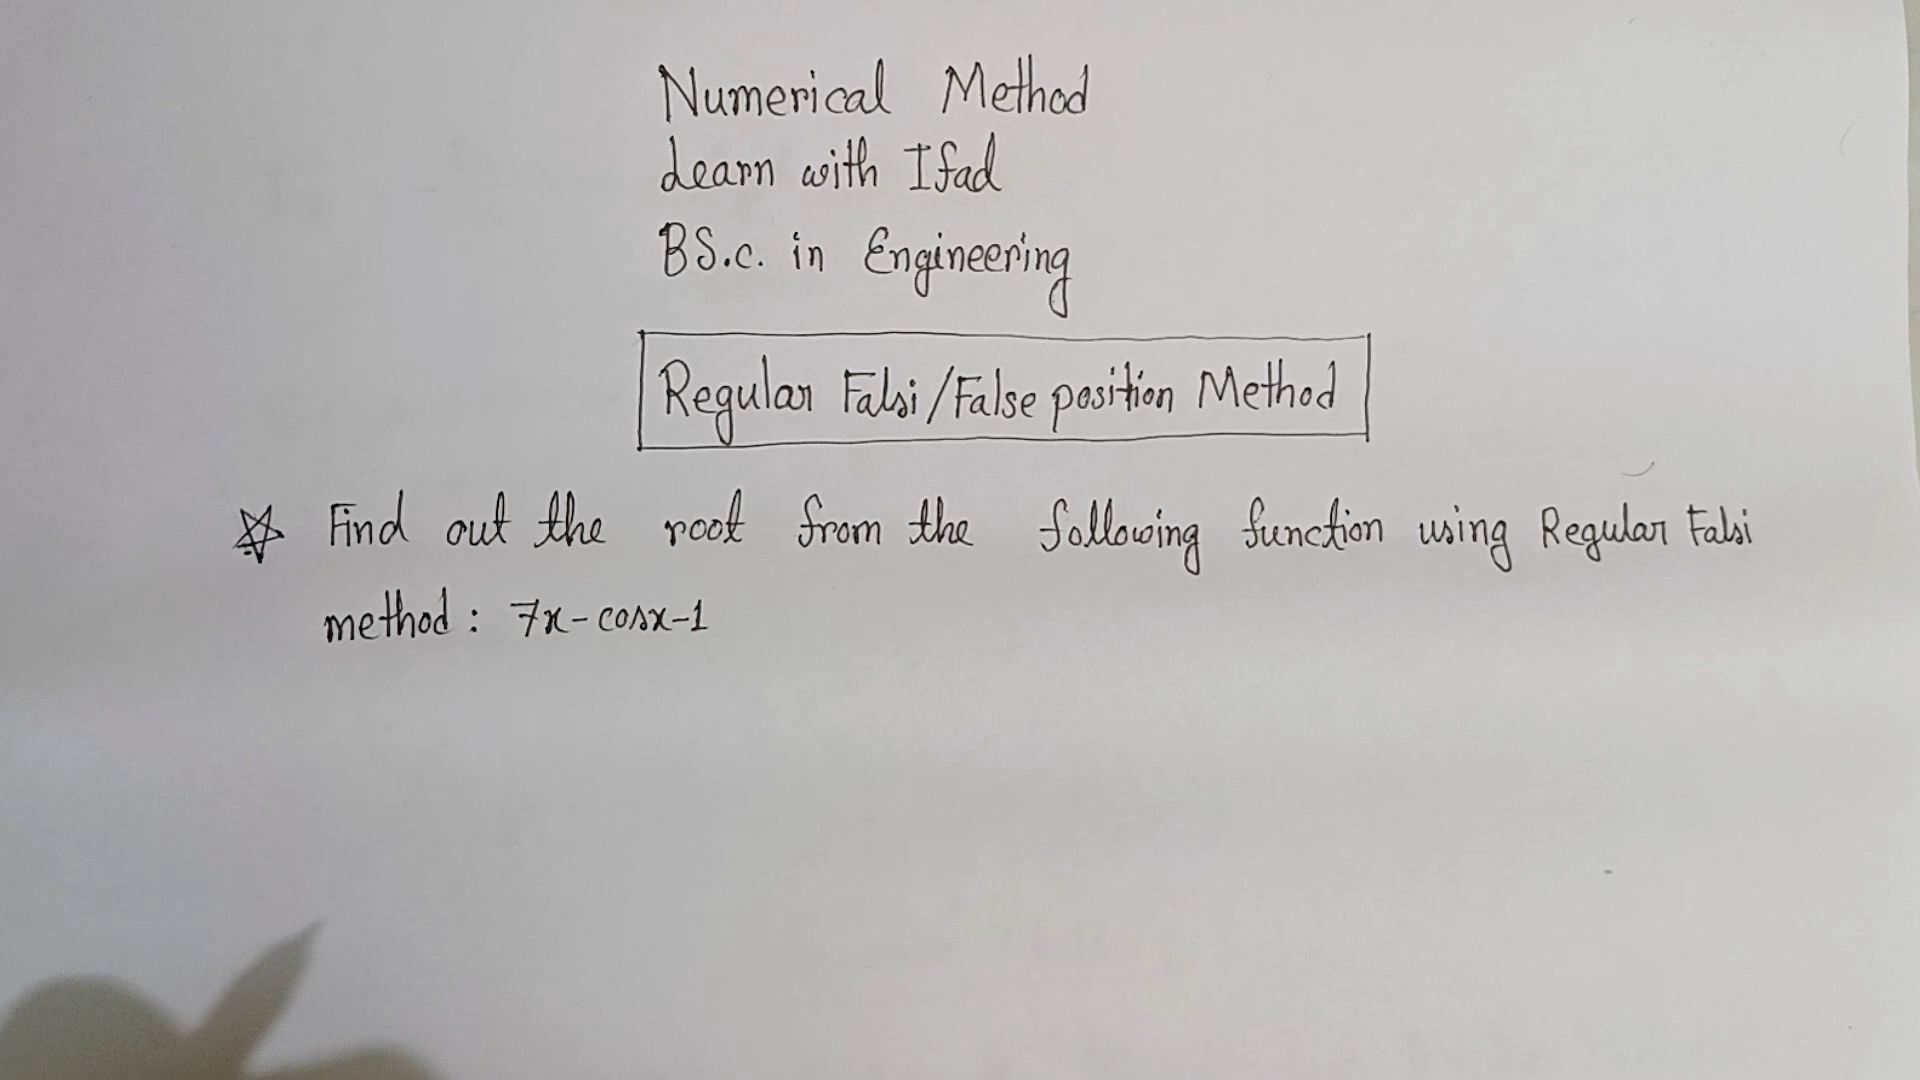 Numerical Method
Learn with Ifad
BS.c. in Engineering
Regular Falsi/False position Method
☆ Find out the root from the following function using Regular Falsi
method: 7x-cosx-1